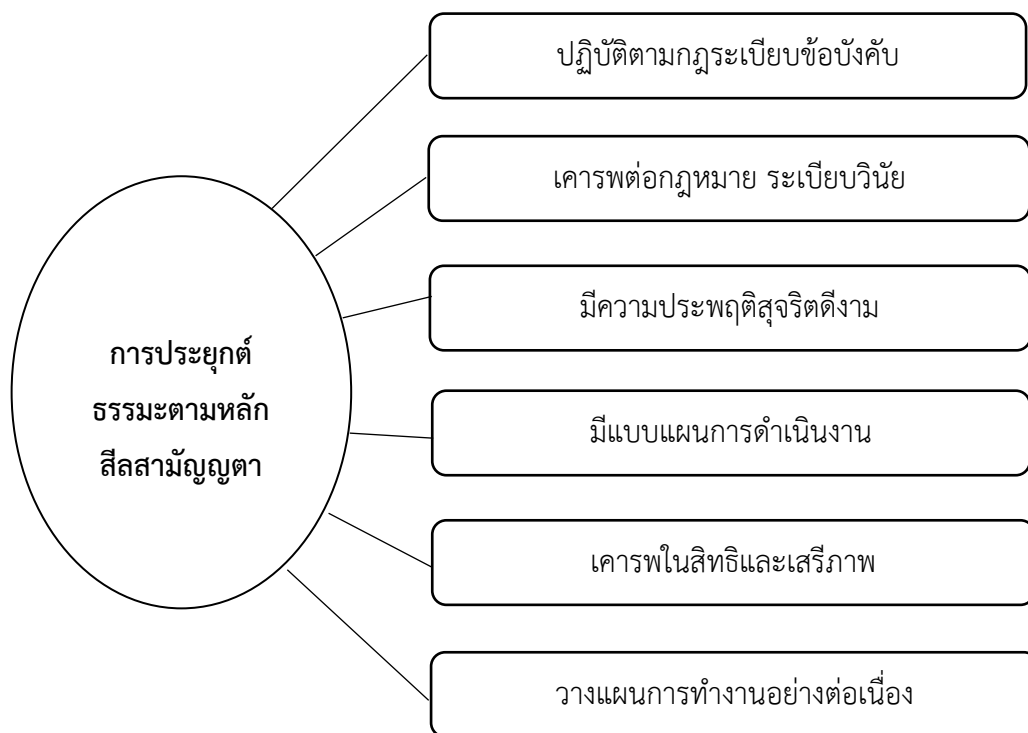 ปฏิบัติตามกฎระเบียบข้อบังคับ
เคารพต่อกฎหมาย ระเบียบวินัย
มีความประพฤติสุจริตดีงาม
การประยุกต์
ธรรมะตามหลัก
สีลสามัญญตา
มีแบบแผนการดำเนินงาน
เคารพในสิทธิและเสรีภาพ
วางแผนการทำงานอย่างต่อเนื่อง